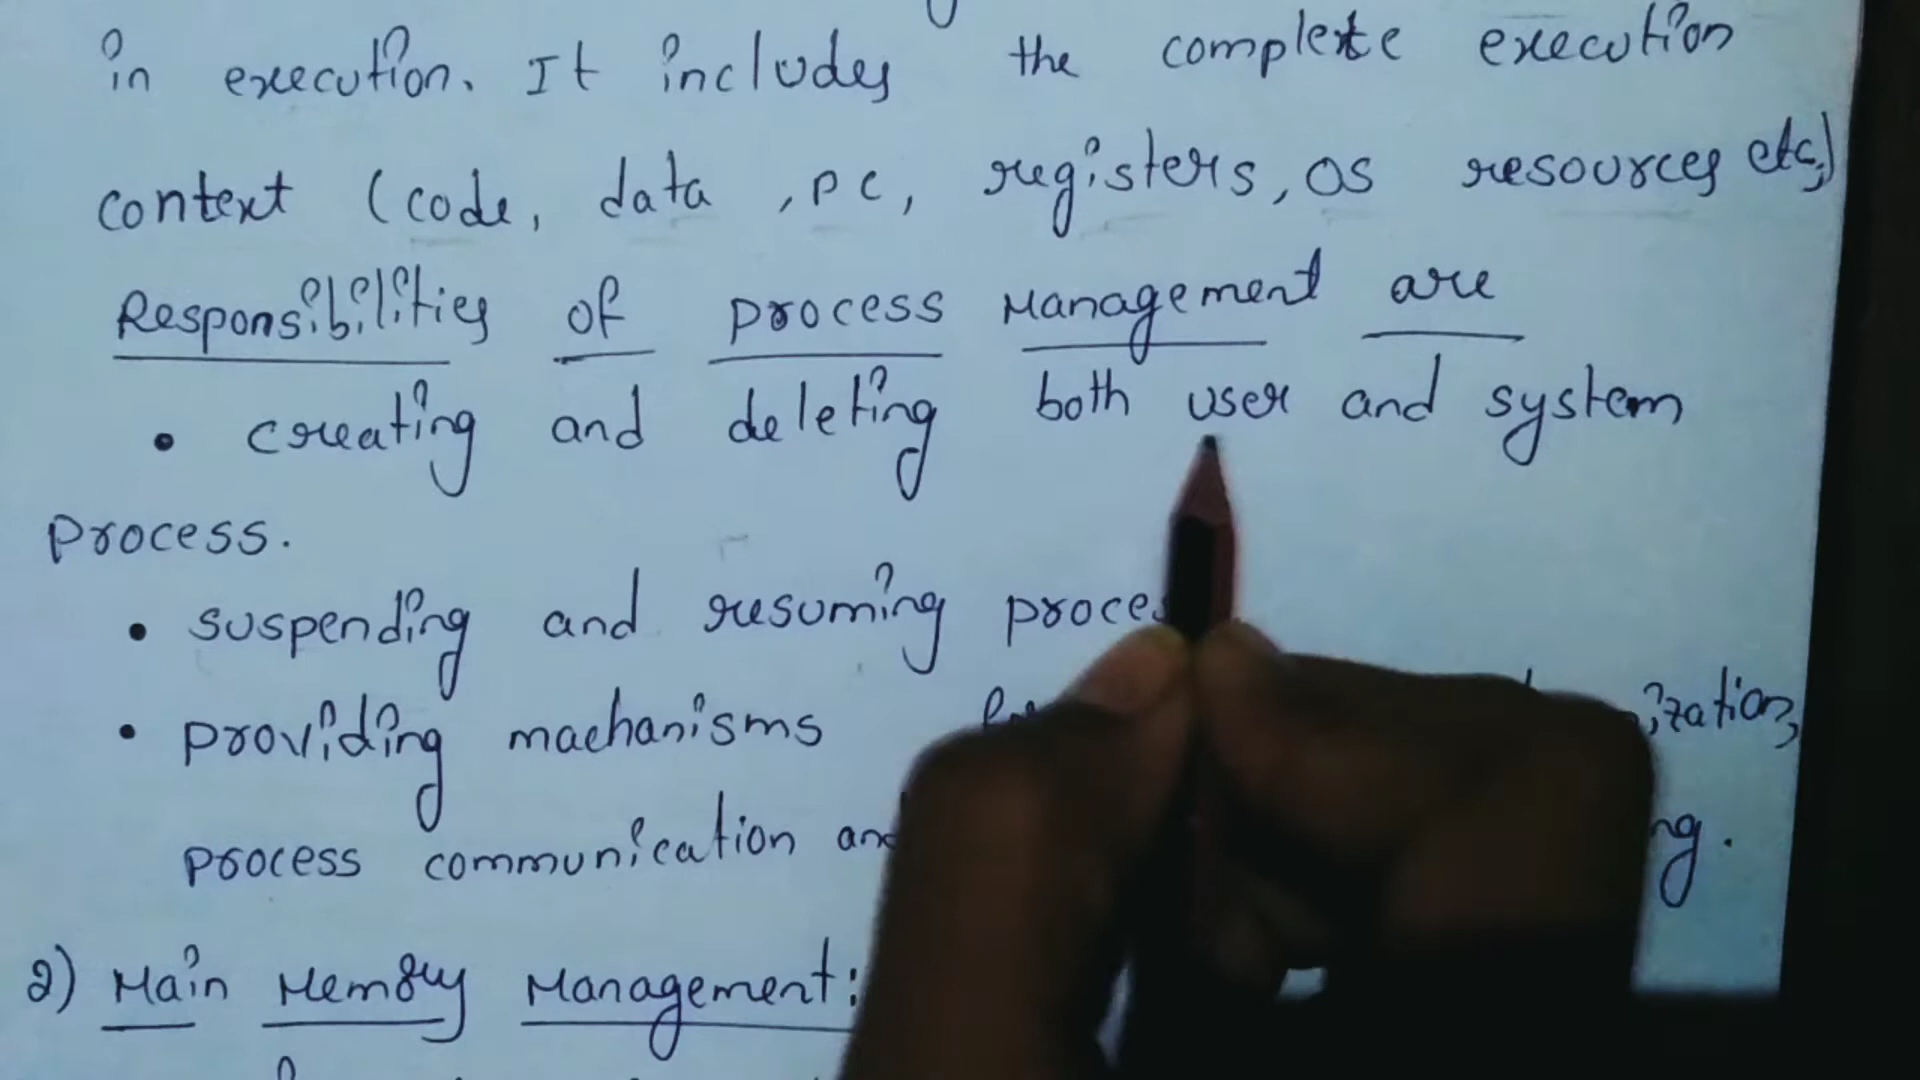 in execution. It includes the complete execution
context (code, data, pc, registers, OS resources etc,)
Responsibilities of process Management are
• creating and deleting both user and system
process.
• suspending and resuming
• providing machanisms
process communication
2) Main Memory Management: